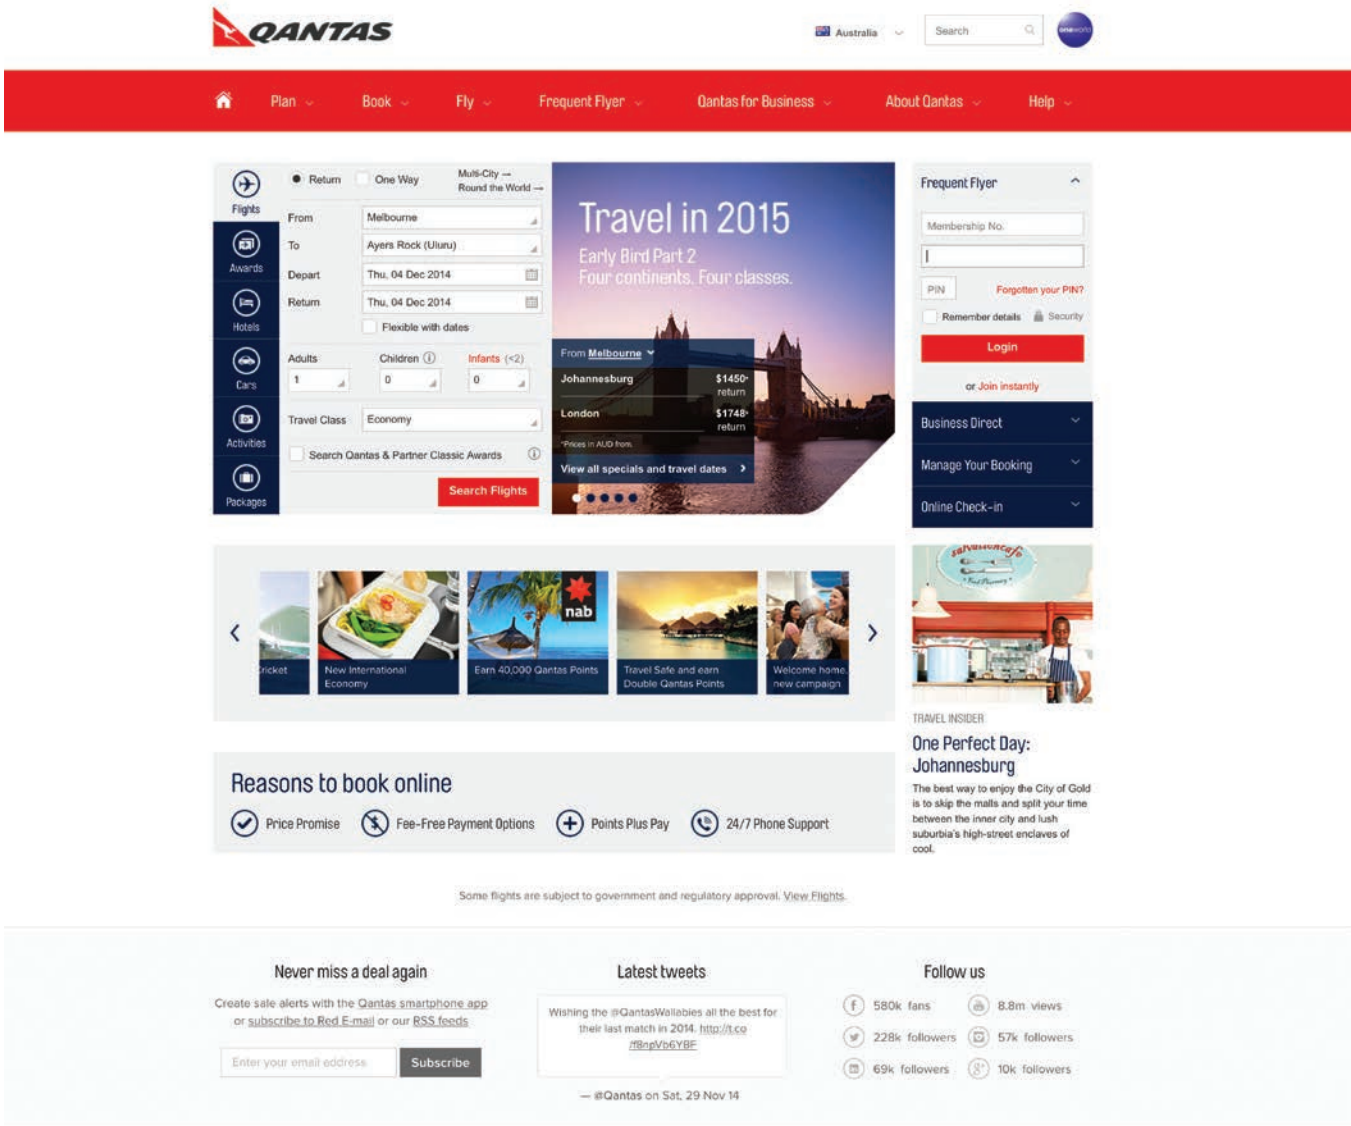 QANTAS
Australia
Search
oneworld
Plan
Book
Fly
Frequent Flyer
Qantas for Business
About Qantas
Help
Flights
Awards
Hotels
Cars
Activities
Packages
Return
One Way
Multi-City →
Round the World →
From
Melbourne
To
Ayers Rock (Uluru)
Depart
Thu, 04 Dec 2014
Return
Thu, 04 Dec 2014
Flexible with dates
Adults
Children
Infants (<2)
1
0
0
Travel Class
Economy
Search Qantas & Partner Classic Awards
Search Flights
Travel in 2015
Early Bird Part 2
Four continents. Four classes.
From Melbourne
Johannesburg
$1450*
return
London
$1748*
return
*Prices in AUD from.
View all specials and travel dates
Frequent Flyer
Membership No.
PIN
Forgotten your PIN?
Remember details
Security
Login
or Join instantly
Business Direct
Manage Your Booking
Online Check-in
Cricket
New International
Economy
nab
Earn 40,000 Qantas Points
Travel Safe and earn
Double Qantas Points
Welcome home,
new campaign
salvationcafe
TRAVEL INSIDER
One Perfect Day:
Johannesburg
The best way to enjoy the City of Gold
is to skip the malls and split your time
between the inner city and lush
suburbia's high-street enclaves of
cool.
Reasons to book online
Price Promise
Fee-Free Payment Options
Points Plus Pay
24/7 Phone Support
Some flights are subject to government and regulatory approval. View Flights.
Never miss a deal again
Create sale alerts with the Qantas smartphone app
or subscribe to Red E-mail or our RSS feeds
Enter your email address
Subscribe
Latest tweets
Wishing the @QantasWallabies all the best for
their last match in 2014. http://t.co
/f8npVb6YBF
— @Qantas on Sat, 29 Nov 14
Follow us
580k fans
8.8m views
228k followers
57k followers
69k followers
10k followers